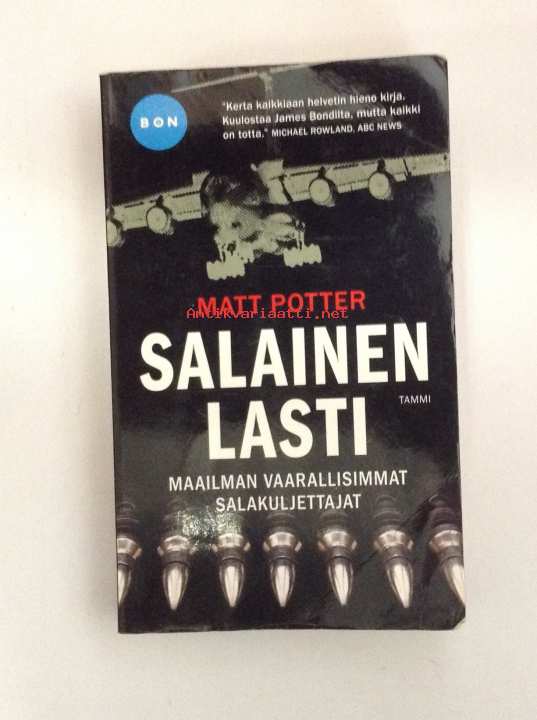 BON
"Kerta kaikkiaan helvetin hieno kirja.
Kuulostaa James Bondilta, mutta kaikki
on totta." MICHAEL ROWLAND, ABC NEWS
MATT POTTER
Antikvariaatti.net
SALAINEN
LASTI
TAMMI
MAAILMAN VAARALLISIMMAT
SALAKULJETTAJAT